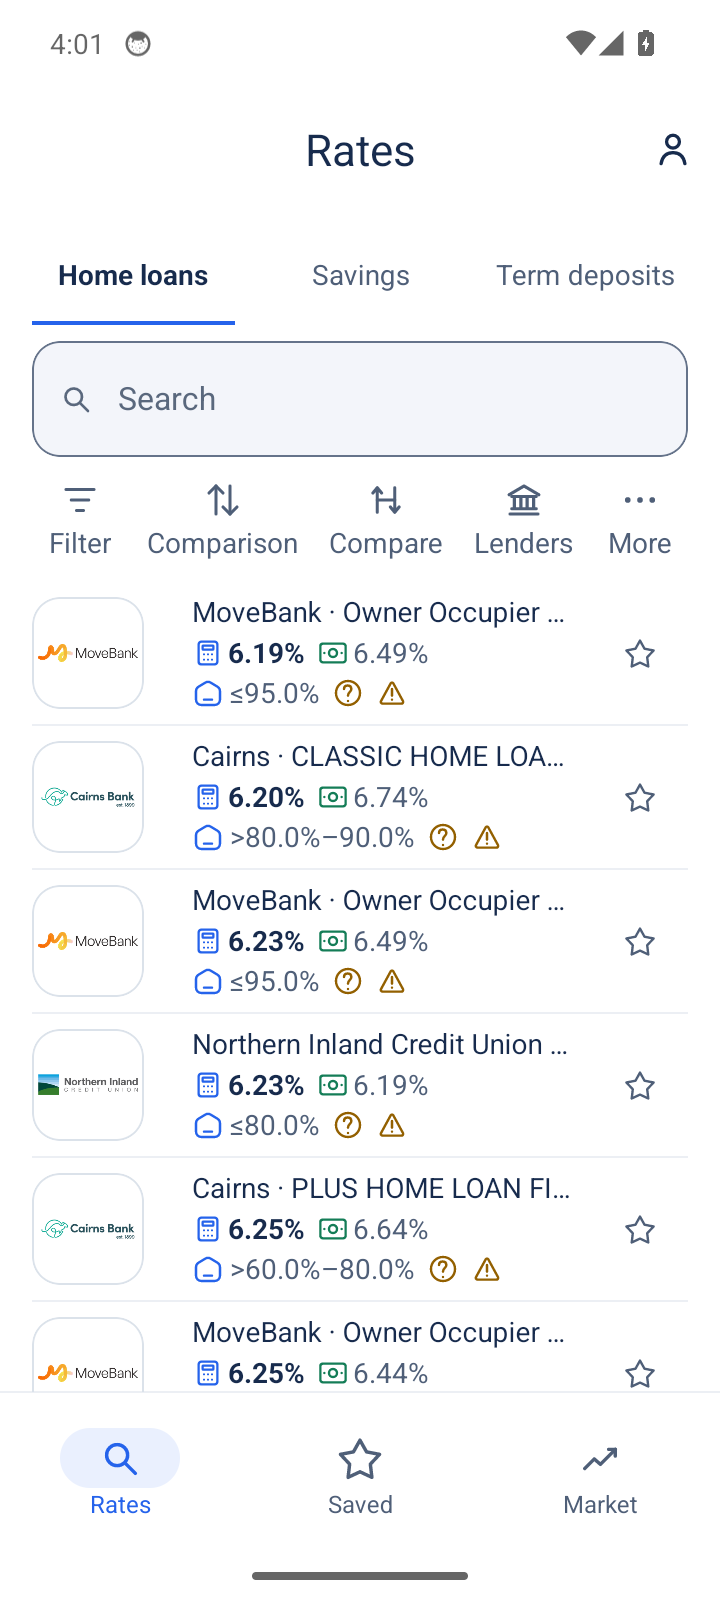 4:01
Rates
Home loans
Savings
Term deposits
Search
Filter
Comparison
Compare
Lenders
More
MoveBank
MoveBank · Owner Occupier ...
6.19% 6.49%
≤95.0%
Cairns Bank
est. 1899
Cairns · CLASSIC HOME LOA...
6.20% 6.74%
>80.0%–90.0%
MoveBank
MoveBank · Owner Occupier ...
6.23% 6.49%
≤95.0%
Northern Inland
CREDIT UNION
Northern Inland Credit Union ...
6.23% 6.19%
≤80.0%
Cairns Bank
est. 1899
Cairns · PLUS HOME LOAN FI...
6.25% 6.64%
>60.0%–80.0%
MoveBank
MoveBank · Owner Occupier ...
6.25% 6.44%
Rates
Saved
Market